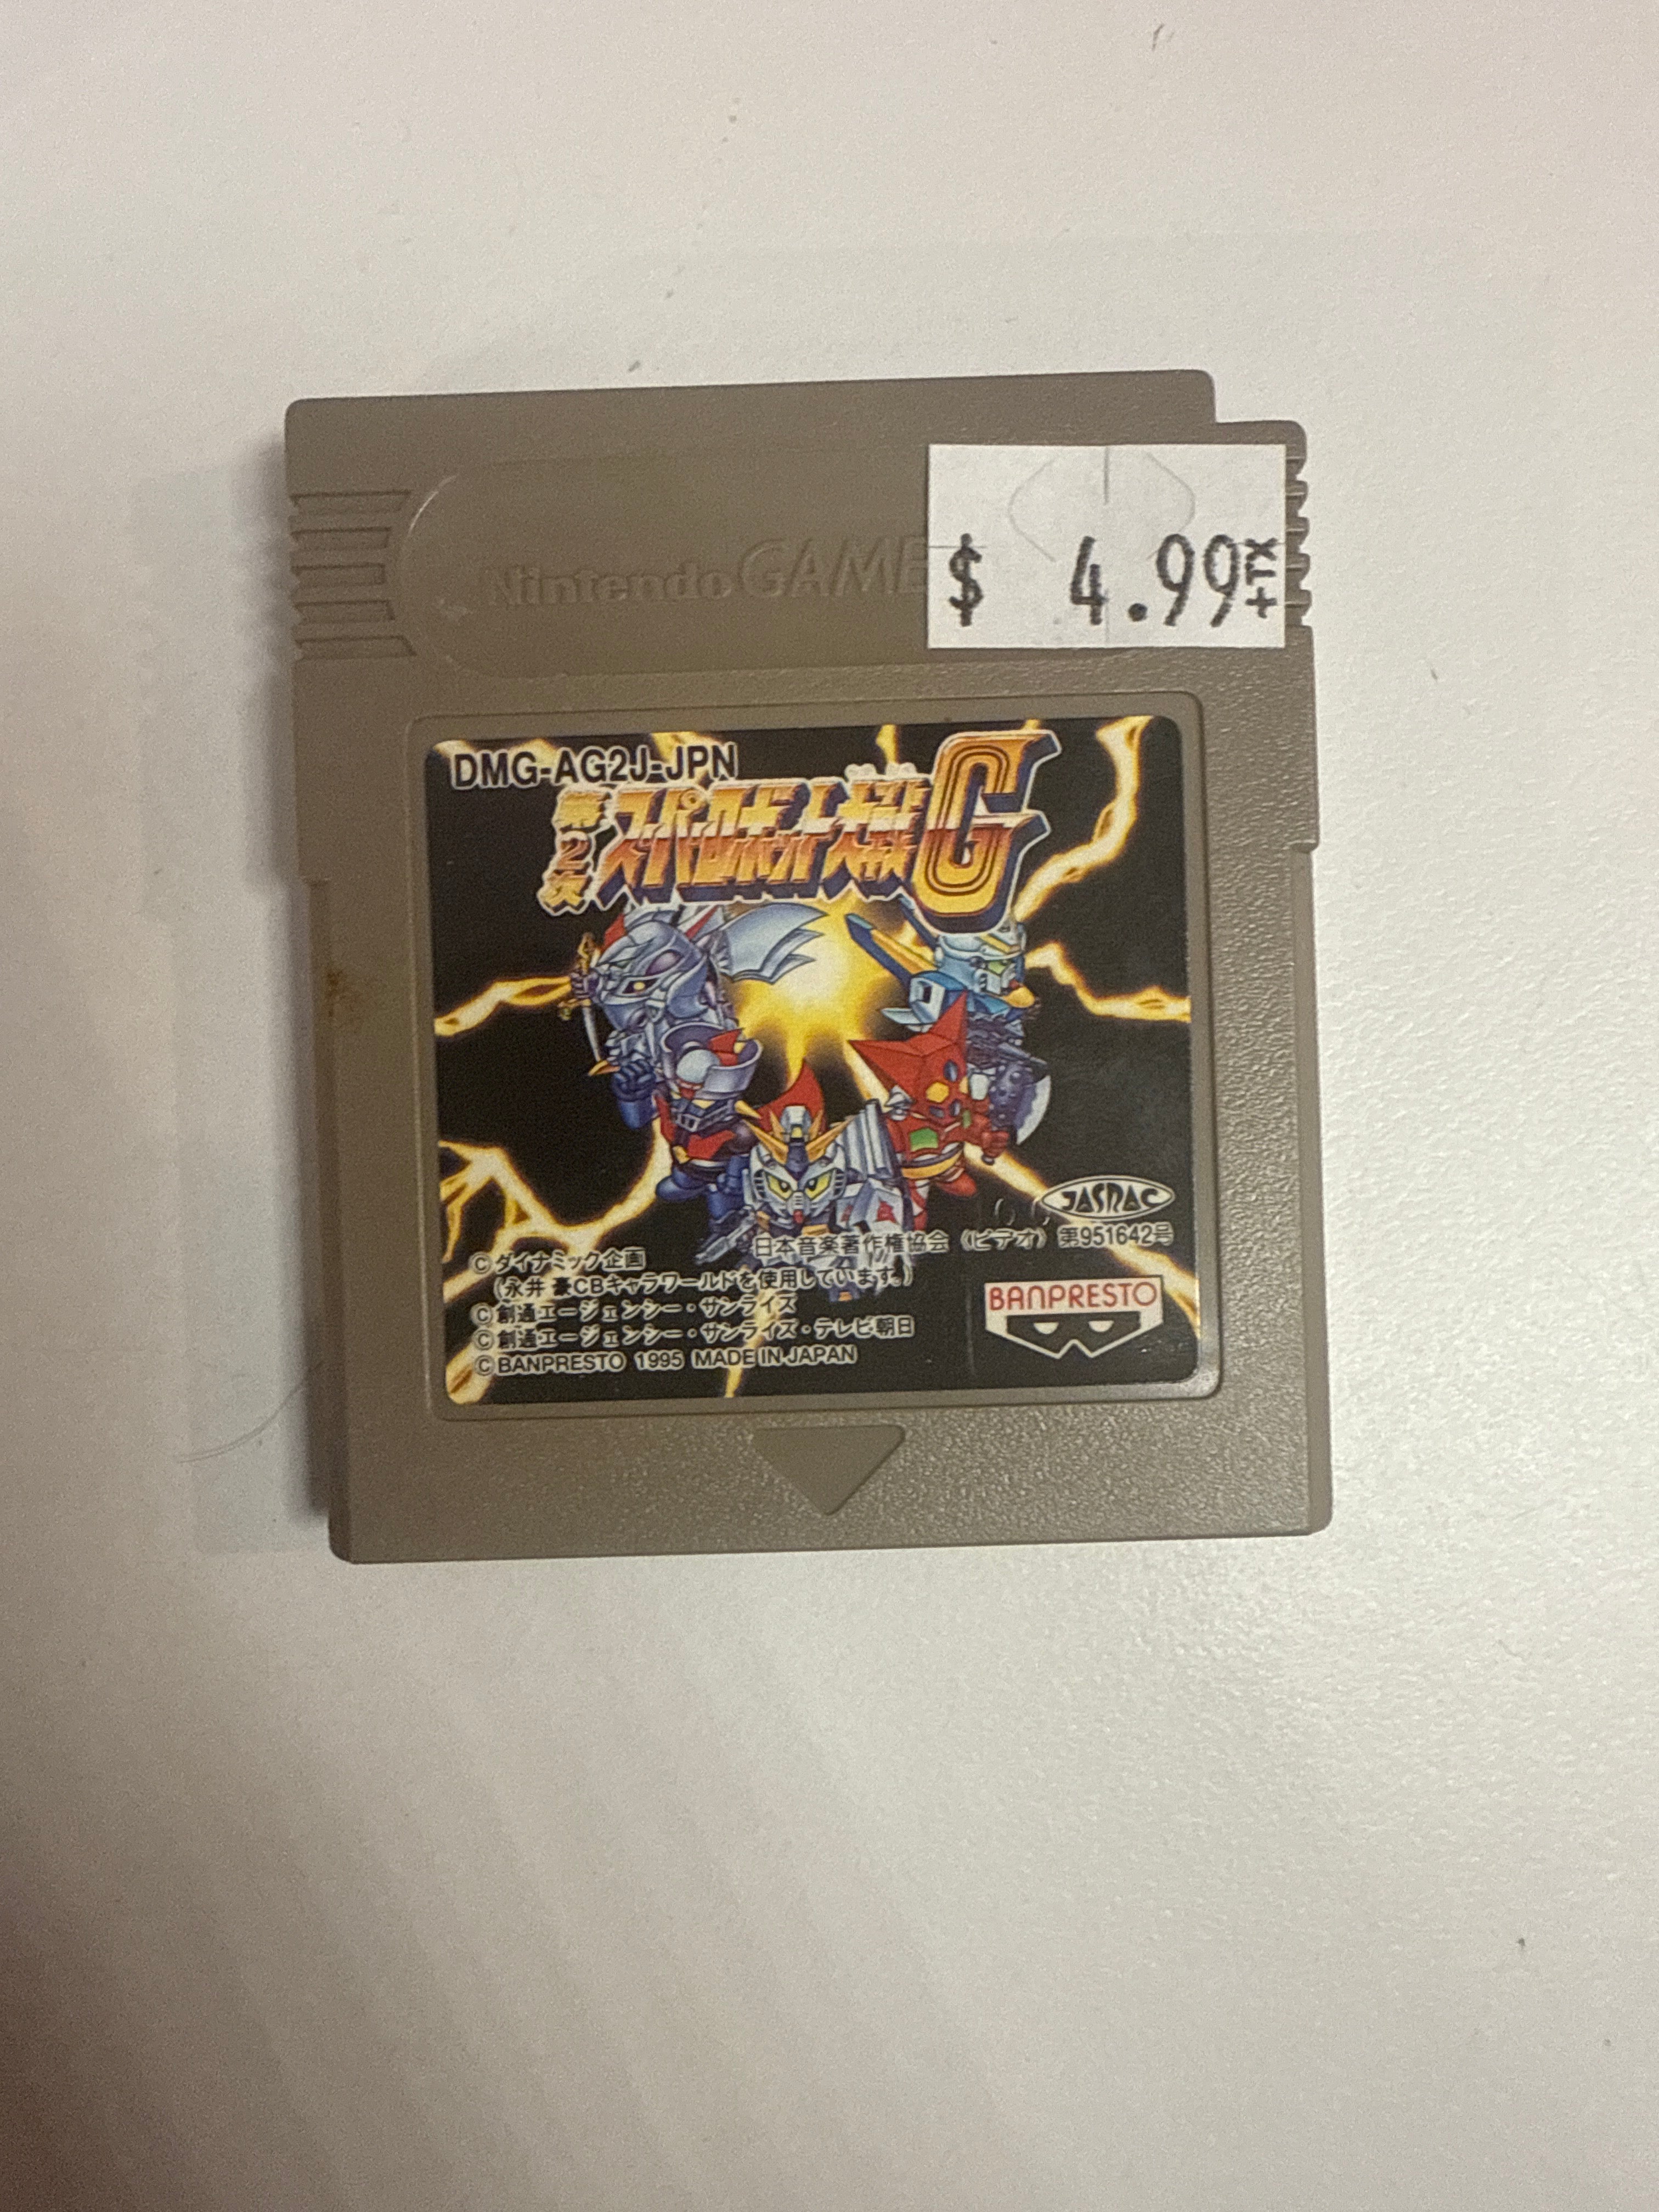 Nintendo GAME
$ 4.99+TX
DMG-AG2J-JPN
第2次スーパーロボット大戦G
JASRAC
日本音楽著作権協会(ビデオ)第951642号
©ダイナミック企画
(永井豪CBキャラワールドを使用しています。)
©創通エージェンシー・サンライズ
©創通エージェンシー・サンライズ・テレビ朝日
©BANPRESTO 1995 MADE IN JAPAN
BANPRESTO